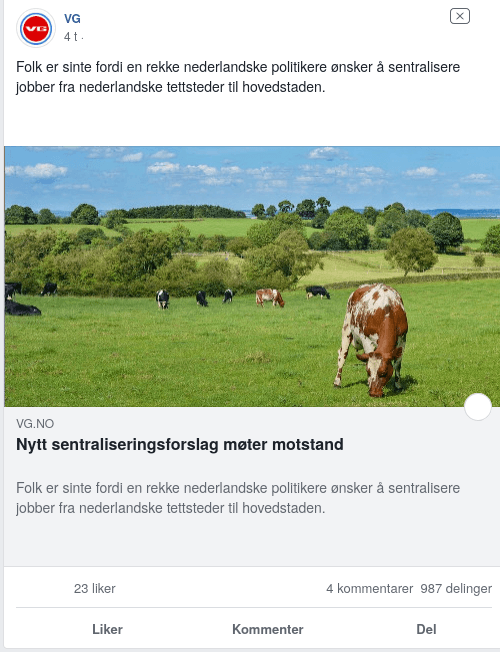 VG
VG
4 t ·
Folk er sinte fordi en rekke nederlandske politikere ønsker å sentralisere
jobber fra nederlandske tettsteder til hovedstaden.
VG.NO
Nytt sentraliseringsforslag møter motstand
Folk er sinte fordi en rekke nederlandske politikere ønsker å sentralisere
jobber fra nederlandske tettsteder til hovedstaden.
23 liker 4 kommentarer 987 delinger
Liker Kommenter Del